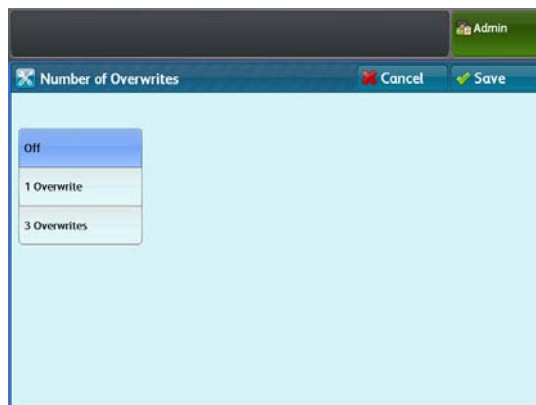 Admin
Number of Overwrites
Cancel
Save
Off
1 Overwrite
3 Overwrites